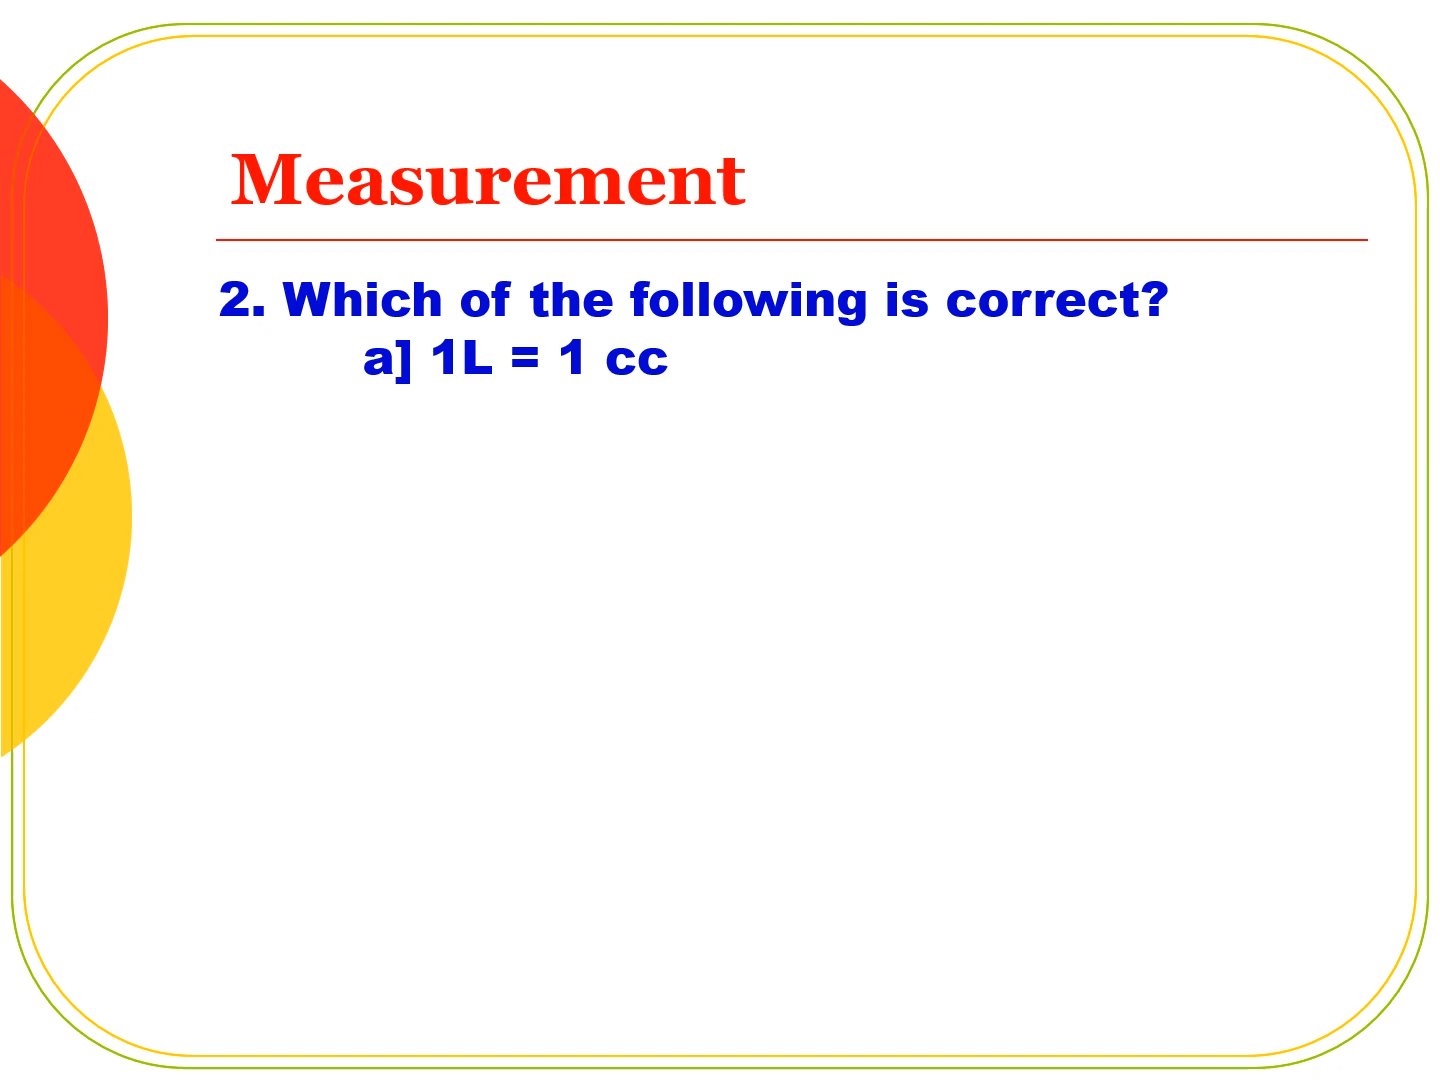 Measurement
2. Which of the following is correct?
a] 1L = 1 cc